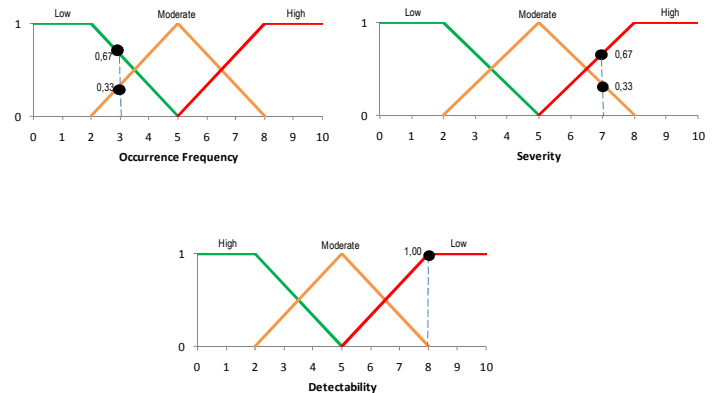 Low Moderate High
1
0,67
0,33
0
0 1 2 3 4 5 6 7 8 9 10
Occurrence Frequency
Low Moderate High
1
0,67
0,33
0
0 1 2 3 4 5 6 7 8 9 10
Severity
High Moderate Low
1
1,00
0
0 1 2 3 4 5 6 7 8 9 10
Detectability